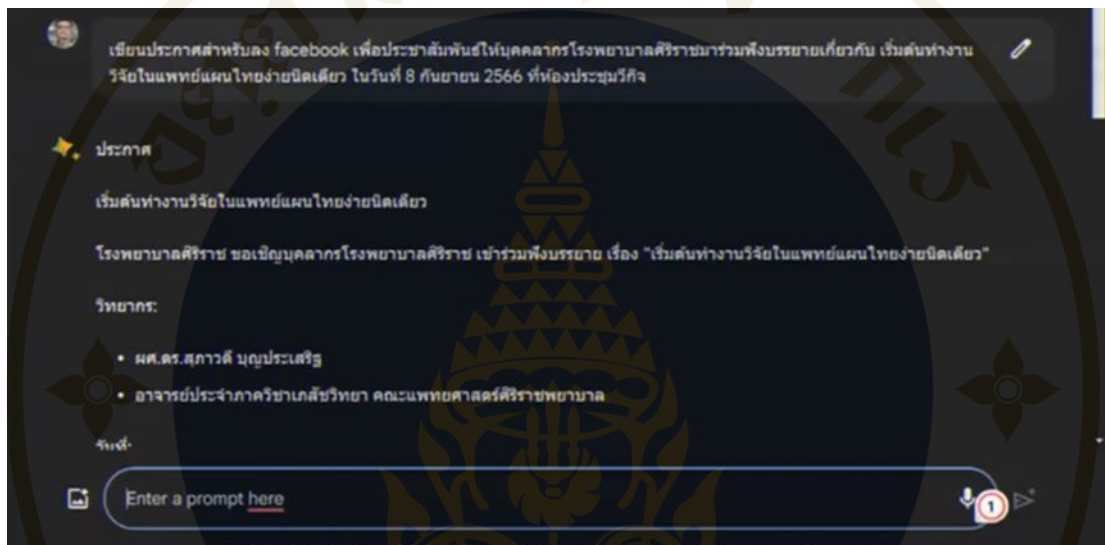 เขียนประกาศสำหรับลง facebook เพื่อประชาสัมพันธ์ให้บุคคลากรโรงพยาบาลศิริราชมาร่วมฟังบรรยายเกี่ยวกับ เริ่มต้นทำงาน
วิจัยในแพทย์แผนไทยง่ายนิดเดียว ในวันที่ 8 กันยายน 2566 ที่ห้องประชุมวีกิจ
ประกาศ
เริ่มต้นทำงานวิจัยในแพทย์แผนไทยง่ายนิดเดียว
โรงพยาบาลศิริราช ขอเชิญบุคลากรโรงพยาบาลศิริราช เข้าร่วมฟังบรรยาย เรื่อง "เริ่มต้นทำงานวิจัยในแพทย์แผนไทยง่ายนิดเดียว"
วิทยากร:
• ผศ.ดร.สุภาวดี บุญประเสริฐ
• อาจารย์ประจำภาควิชาเภสัชวิทยา คณะแพทยศาสตร์ศิริราชพยาบาล
วันที่:
Enter a prompt here
1